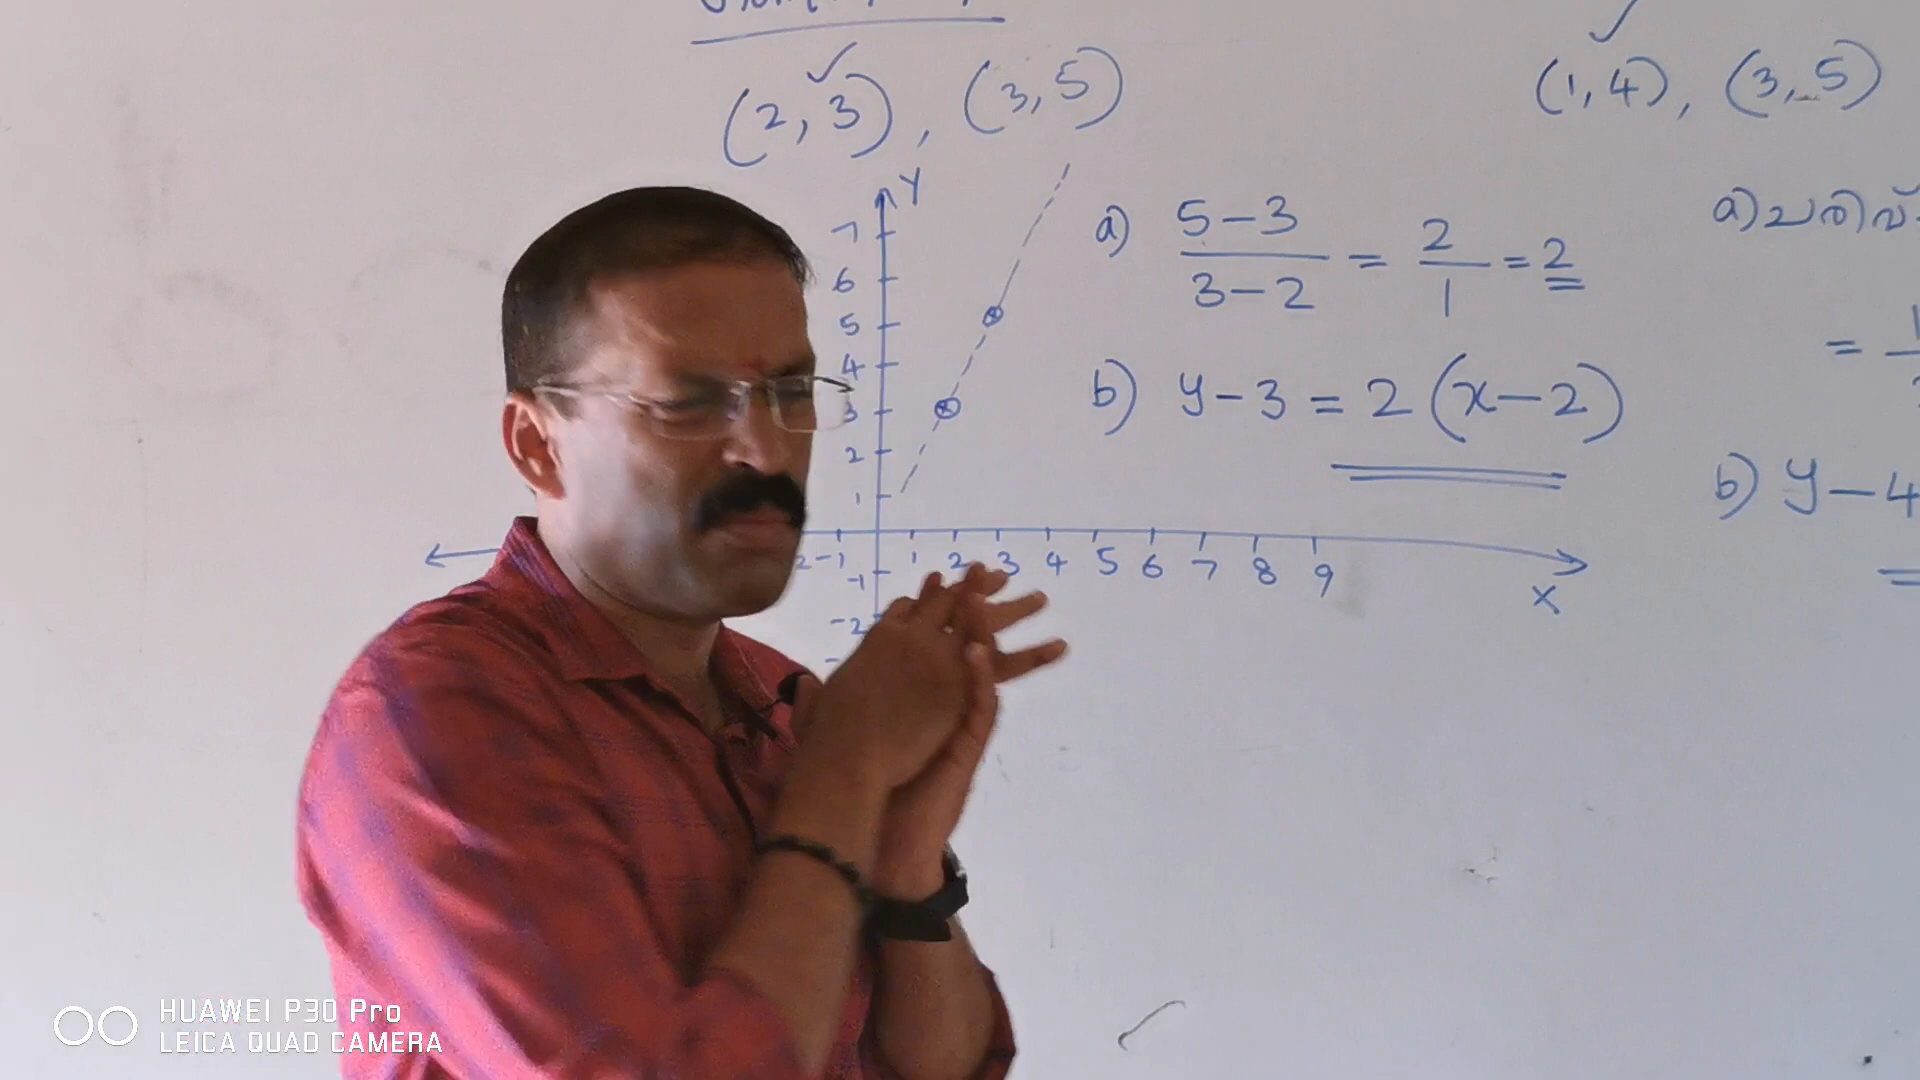 (2, 3), (3, 5)
Y
7
6
5
4
3
2
1
2 -1 1 2 3 4 5 6 7 8 9
X
-1
-2
a) 5-3 / 3-2 = 2 / 1 = 2
b) y-3 = 2(x-2)
(1, 4), (3, 5)
a)
=
b) y-4
=
HUAWEI P30 Pro
LEICA QUAD CAMERA